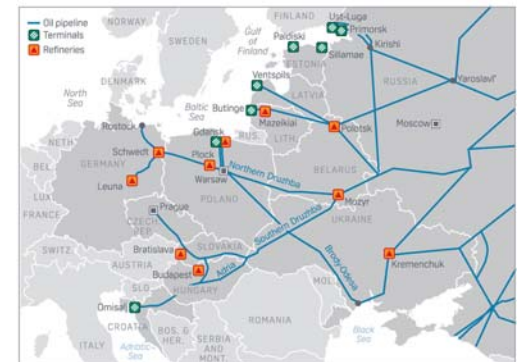 Oil pipeline
Terminals
Refineries
NORWAY
SWEDEN
FINLAND
Gulf
of
Finland
Ust-Luga
Primorsk
Paldiski
Kirishi
Sillamae
ESTONIA
RUSSIA
Yaroslavl'
Ventspils
LATVIA
DENMARK
North
Sea
Baltic
Sea
Butinge
Mazeikiai
Polotsk
Moscow
LITH.
RUS.
Rostock
Gdansk
NETH.
BEL.
LUX
FRANCE
Schwedt
GERMANY
Leuna
Plock
Warsaw
POLAND
Northern Druzhba
BELARUS
Mozyr
UKRAINE
Prague
CZECH
REP.
Southern Druzhba
SLOVAKIA
Bratislava
AUSTRIA
SWITZ.
Budapest
Adria
HUNGARY
Brody-Odesa
Kremenchuk
SLO.
Omisalj
CROATIA
BOS. &
HER.
ROMANIA
SERBIA
AND
MONT.
ITALY
Adriatic
Sea
Black
Sea